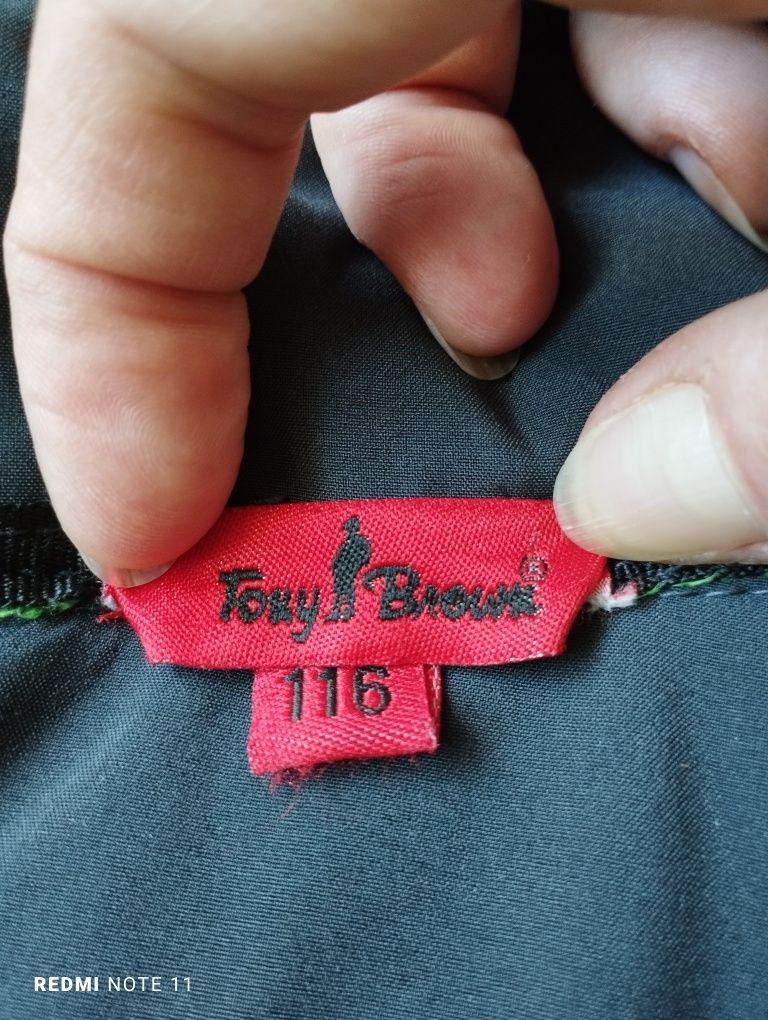 Tony Brown ®
116
REDMI NOTE 11